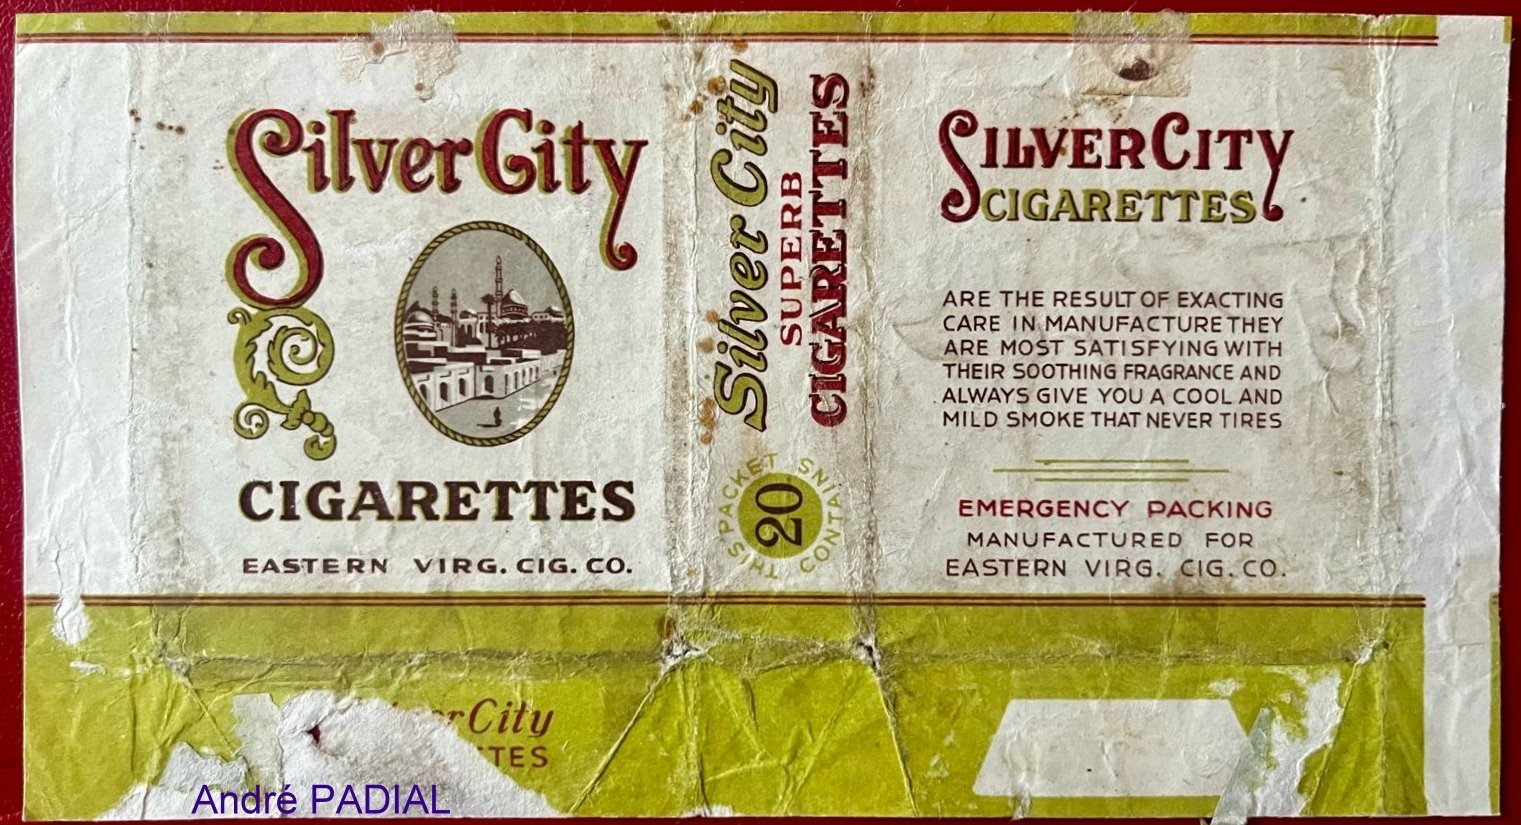 Silver City
CIGARETTES
EASTERN VIRG. CIG. CO.
Silver City
SUPERB
CIGARETTES
THIS PACKET CONTAINS
20
SILVER CITY
CIGARETTES
ARE THE RESULT OF EXACTING
CARE IN MANUFACTURE THEY
ARE MOST SATISFYING WITH
THEIR SOOTHING FRAGRANCE AND
ALWAYS GIVE YOU A COOL AND
MILD SMOKE THAT NEVER TIRES
EMERGENCY PACKING
MANUFACTURED FOR
EASTERN VIRG. CIG. CO.
City
André PADIAL